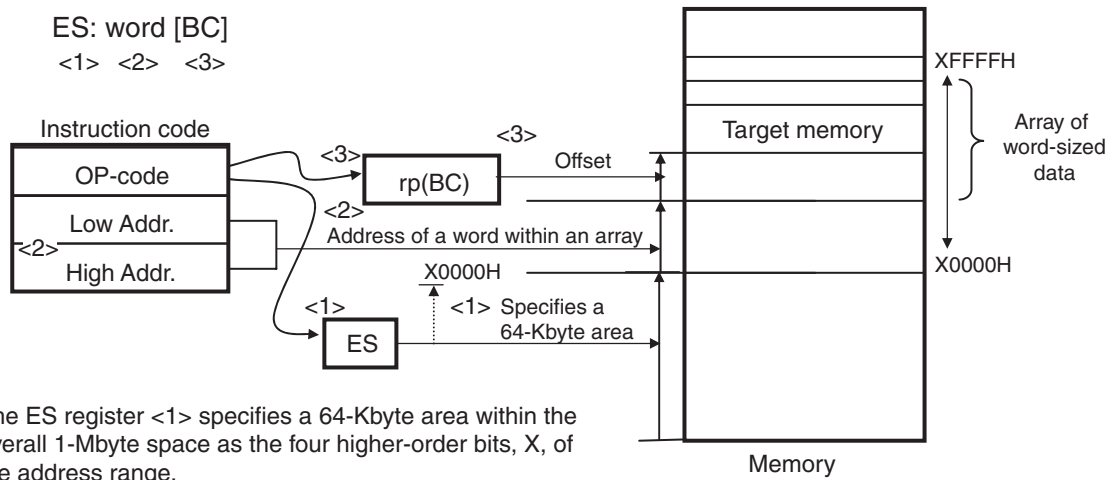 ES: word [BC]
<1> <2> <3>
XFFFFH
Instruction code
Target memory
Array of
word-sized
data
<3>
<3>
Offset
OP-code
rp(BC)
<2>
Low Addr.
Address of a word within an array
<2>
High Addr.
X0000H
X0000H
<1>
<1> Specifies a
64-Kbyte area
ES
ES register <1> specifies a 64-Kbyte area within the
1-Mbyte space as the four higher-order bits, X, of
address range.
Memory